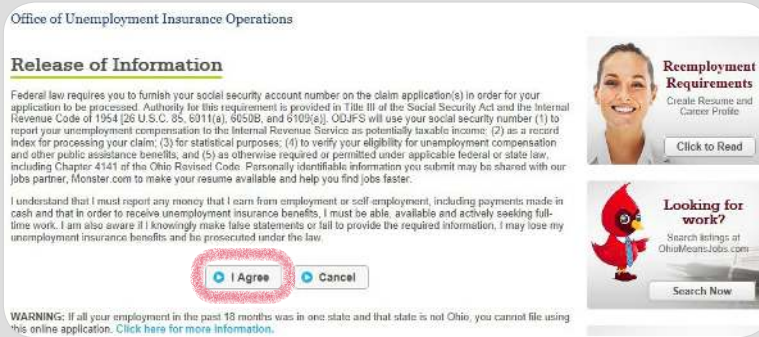 Office of Unemployment Insurance Operations
Release of Information
Federal law requires you to furnish your social security account number on the claim application(s) in order for your
application to be processed. Authority for this requirement is provided in Title III of the Social Security Act and the Internal
Revenue Code of 1954 [26 U.S.C. 85, 6011(a), 6050B, and 6109(a)]. ODJFS will use your social security number (1) to
report your unemployment compensation to the Internal Revenue Service as potentially taxable income; (2) as a record
index for processing your claim; (3) for statistical purposes; (4) to verify your eligibility for unemployment compensation
and other public assistance benefits; and (5) as otherwise required or permitted under applicable federal or state law,
including Chapter 4141 of the Ohio Revised Code. Personally identifiable information you submit may be shared with our
jobs partner, Monster.com to make your resume available and help you find jobs faster.
I understand that I must report any money that I earn from employment or self-employment, including payments made in
cash and that in order to receive unemployment insurance benefits, I must be able, available and actively seeking full-
time work. I am also aware if I knowingly make false statements or fail to provide the required information, I may lose my
unemployment insurance benefits and be prosecuted under the law.
I Agree
Cancel
WARNING: If all your employment in the past 18 months was in one state and that state is not Ohio, you cannot file using
this online application. Click here for more information.
Reemployment
Requirements
Create Resume and
Career Profile
Click to Read
Looking for
work?
Search listings at
OhioMeansJobs.com
Search Now